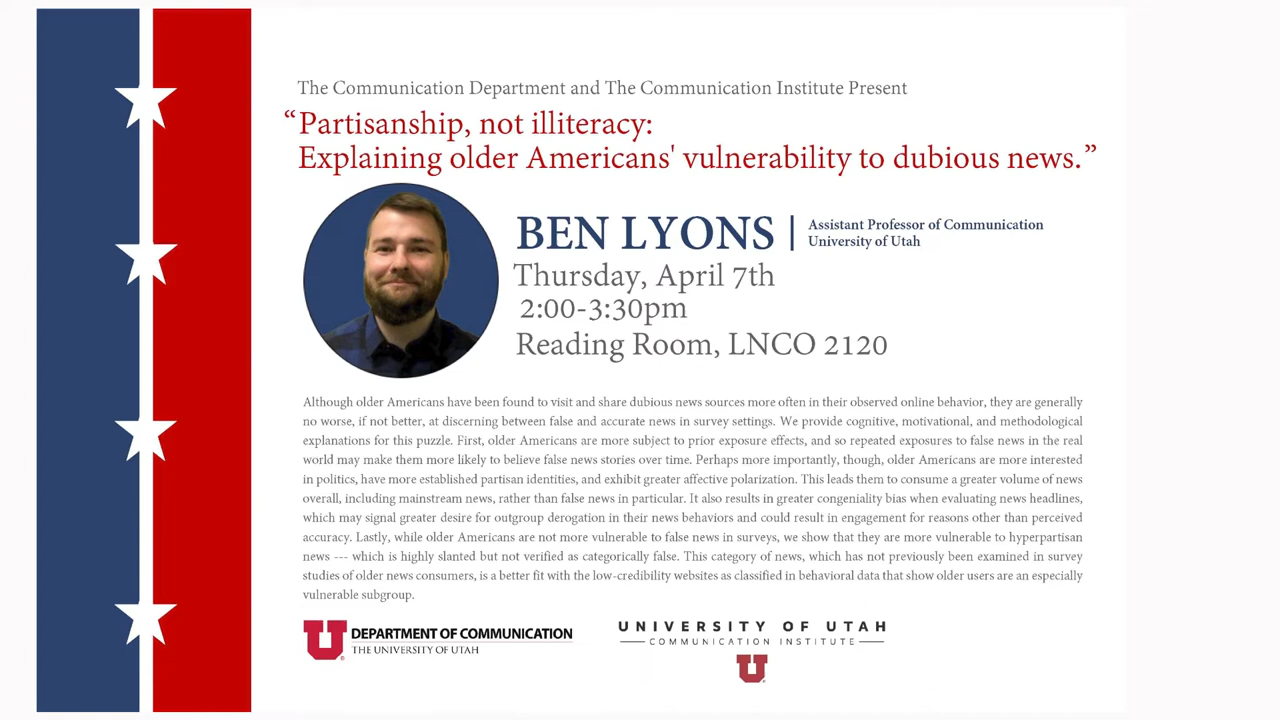 The Communication Department and The Communication Institute Present
“Partisanship, not illiteracy:
Explaining older Americans' vulnerability to dubious news.”
BEN LYONS
Assistant Professor of Communication
University of Utah
Thursday, April 7th
2:00-3:30pm
Reading Room, LNCO 2120
Although older Americans have been found to visit and share dubious news sources more often in their observed online behavior, they are generally
no worse, if not better, at discerning between false and accurate news in survey settings. We provide cognitive, motivational, and methodological
explanations for this puzzle. First, older Americans are more subject to prior exposure effects, and so repeated exposures to false news in the real
world may make them more likely to believe false news stories over time. Perhaps more importantly, though, older Americans are more interested
in politics, have more established partisan identities, and exhibit greater affective polarization. This leads them to consume a greater volume of news
overall, including mainstream news, rather than false news in particular. It also results in greater congeniality bias when evaluating news headlines,
which may signal greater desire for outgroup derogation in their news behaviors and could result in engagement for reasons other than perceived
accuracy. Lastly, while older Americans are not more vulnerable to false news in surveys, we show that they are more vulnerable to hyperpartisan
news --- which is highly slanted but not verified as categorically false. This category of news, which has not previously been examined in survey
studies of older news consumers, is a better fit with the low-credibility websites as classified in behavioral data that show older users are an especially
vulnerable subgroup.
U DEPARTMENT OF COMMUNICATION
THE UNIVERSITY OF UTAH
UNIVERSITY OF UTAH
COMMUNICATION INSTITUTE
U